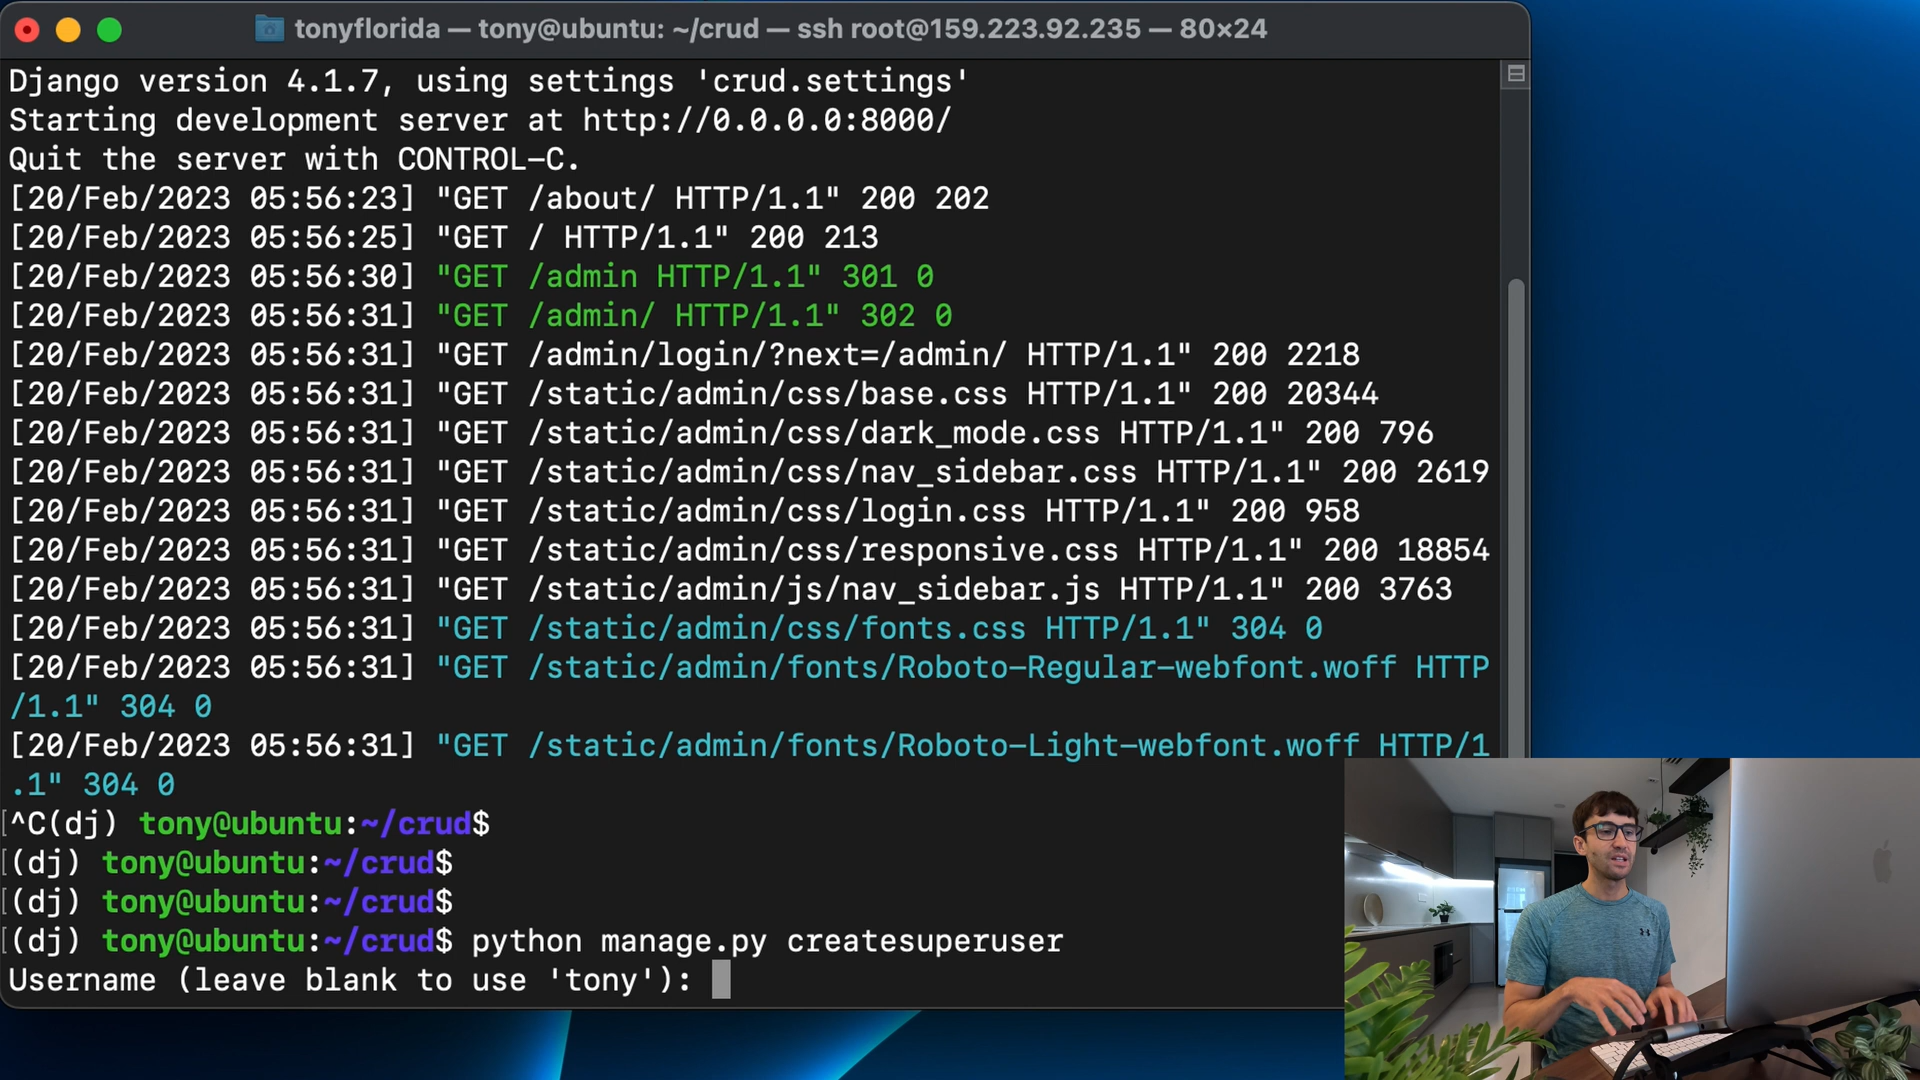 tonyflorida — tony@ubuntu: ~/crud — ssh root@159.223.92.235 — 80×24
Django version 4.1.7, using settings 'crud.settings'
Starting development server at http://0.0.0.0:8000/
Quit the server with CONTROL-C.
[20/Feb/2023 05:56:23] "GET /about/ HTTP/1.1" 200 202
[20/Feb/2023 05:56:25] "GET / HTTP/1.1" 200 213
[20/Feb/2023 05:56:30] "GET /admin HTTP/1.1" 301 0
[20/Feb/2023 05:56:31] "GET /admin/ HTTP/1.1" 302 0
[20/Feb/2023 05:56:31] "GET /admin/login/?next=/admin/ HTTP/1.1" 200 2218
[20/Feb/2023 05:56:31] "GET /static/admin/css/base.css HTTP/1.1" 200 20344
[20/Feb/2023 05:56:31] "GET /static/admin/css/dark_mode.css HTTP/1.1" 200 796
[20/Feb/2023 05:56:31] "GET /static/admin/css/nav_sidebar.css HTTP/1.1" 200 2619
[20/Feb/2023 05:56:31] "GET /static/admin/css/login.css HTTP/1.1" 200 958
[20/Feb/2023 05:56:31] "GET /static/admin/css/responsive.css HTTP/1.1" 200 18854
[20/Feb/2023 05:56:31] "GET /static/admin/js/nav_sidebar.js HTTP/1.1" 200 3763
[20/Feb/2023 05:56:31] "GET /static/admin/css/fonts.css HTTP/1.1" 304 0
[20/Feb/2023 05:56:31] "GET /static/admin/fonts/Roboto-Regular-webfont.woff HTTP
/1.1" 304 0
[20/Feb/2023 05:56:31] "GET /static/admin/fonts/Roboto-Light-webfont.woff HTTP/1
.1" 304 0
[^C(dj) tony@ubuntu:~/crud$
[(dj) tony@ubuntu:~/crud$
[(dj) tony@ubuntu:~/crud$
[(dj) tony@ubuntu:~/crud$ python manage.py createsuperuser
Username (leave blank to use 'tony'):